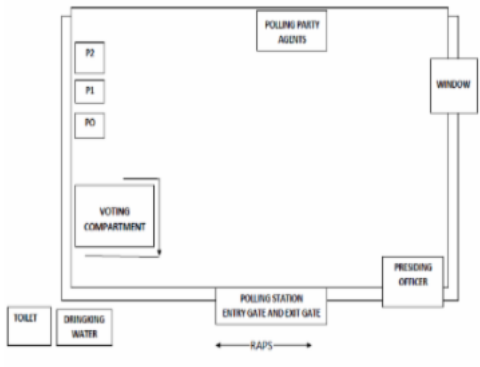 POLLING PARTY
AGENTS
P2
P1
PO
WINDOW
VOTING
COMPARTMENT
PRESIDING
OFFICER
POLLING STATION
ENTRY GATE AND EXIT GATE
TOILET
DRINGKING
WATER
RAPS